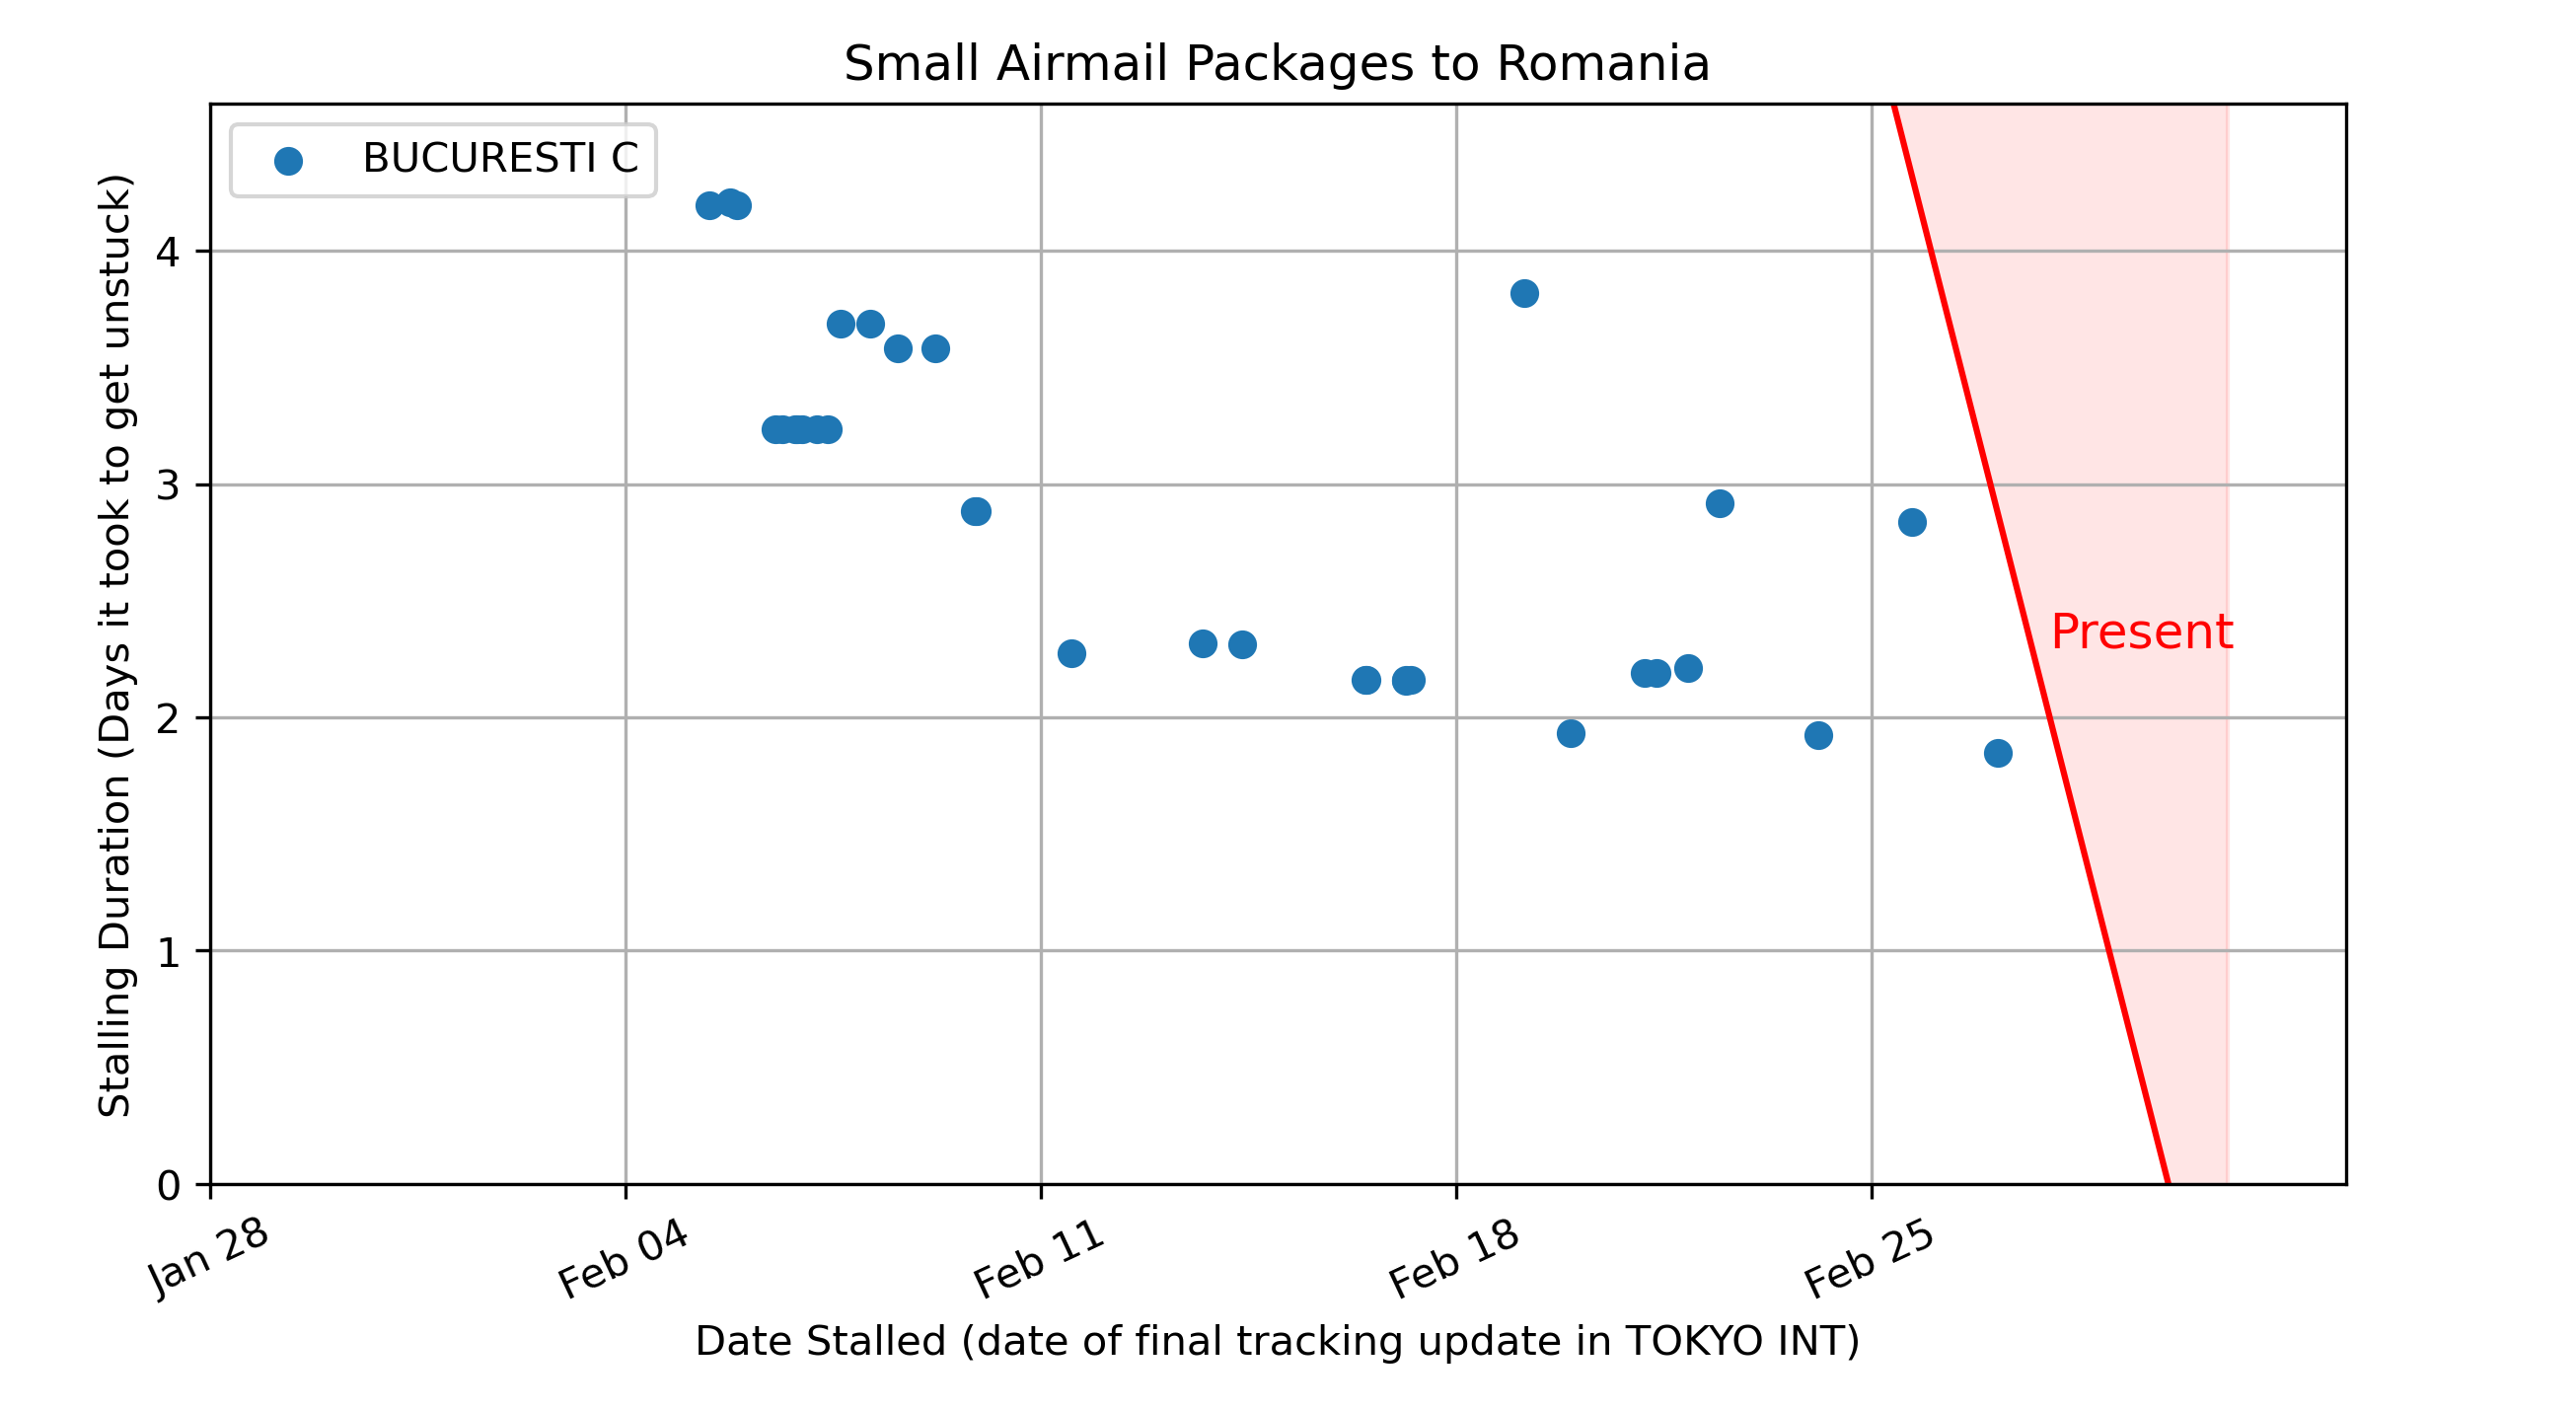 Small Airmail Packages to Romania
BUCURESTI C
Stalling Duration (Days it took to get unstuck)
4
3
2
1
0
Present
Jan 28
Feb 04
Feb 11
Feb 18
Feb 25
Date Stalled (date of final tracking update in TOKYO INT)